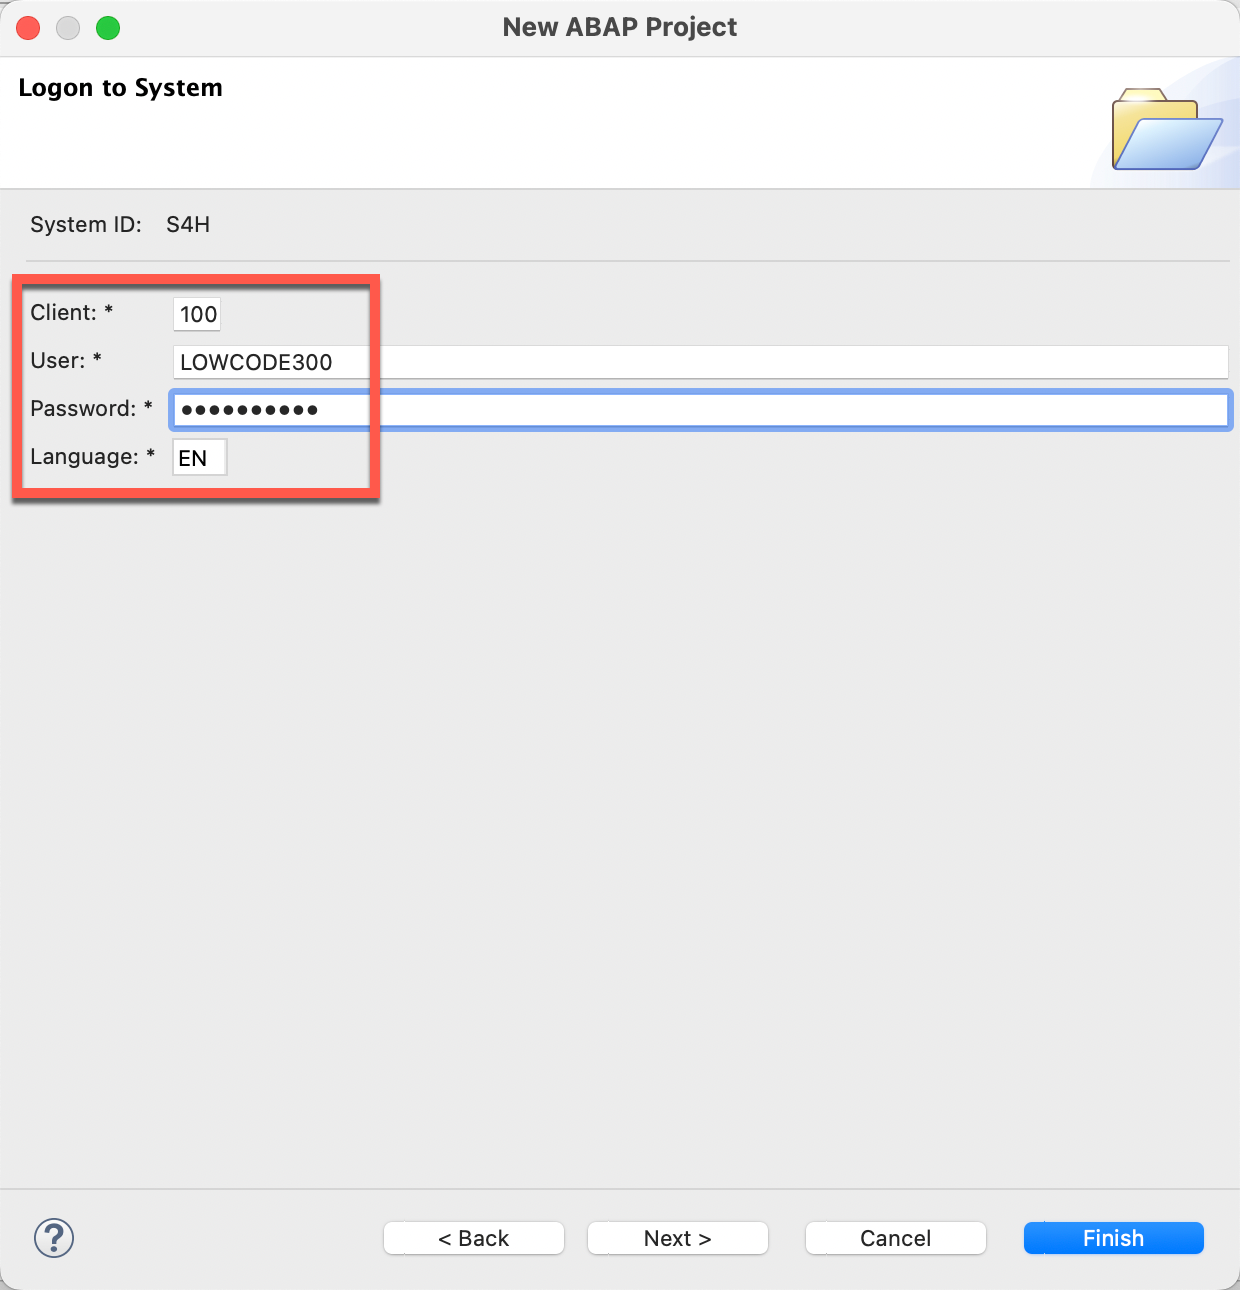 New ABAP Project
Logon to System
System ID: S4H
Client: * 100
User: * LOWCODE300
Password: * ●●●●●●●●●●
Language: * EN
?
< Back
Next >
Cancel
Finish